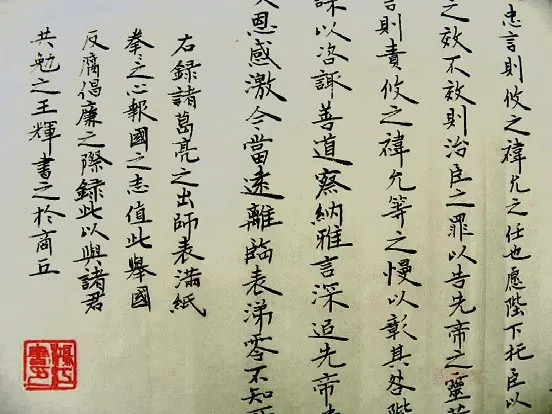 忠言則攸之禕允之任也愿陛下托臣以
之效不效則治臣之罪以告先帝之靈
言則責攸之禕允等之慢以彰其咎陛
以咨諏善道察納雅言深追先帝
恩感激今當遠離臨表涕零不知
右錄諸葛亮之出師表滿紙
拳之心報國之志值此舉國
反腐倡廉之際錄此以與諸君
共勉之王輝書之於商丘